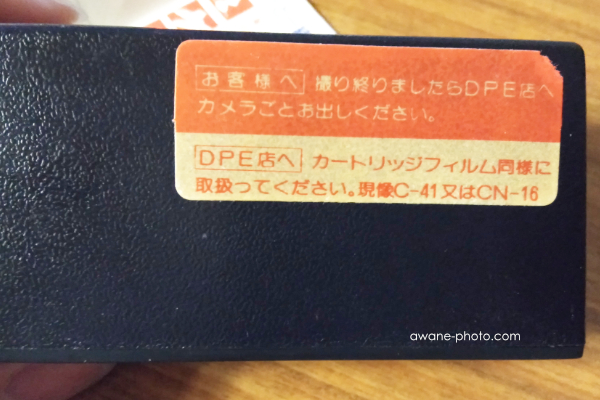 お客様へ 撮り終りましたらDPE店へ
カメラごとお出しください。
DPE店へ カートリッジフィルム同様に
取扱ってください。現像C-41又はCN-16
awane-photo.com